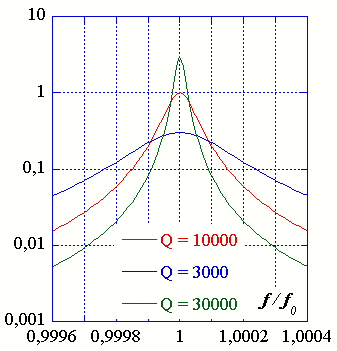 10
1
0,1
0,01
0,001
Q = 10000
Q = 3000
Q = 30000
f/f0
0,9996 0,9998 1 1,0002 1,0004